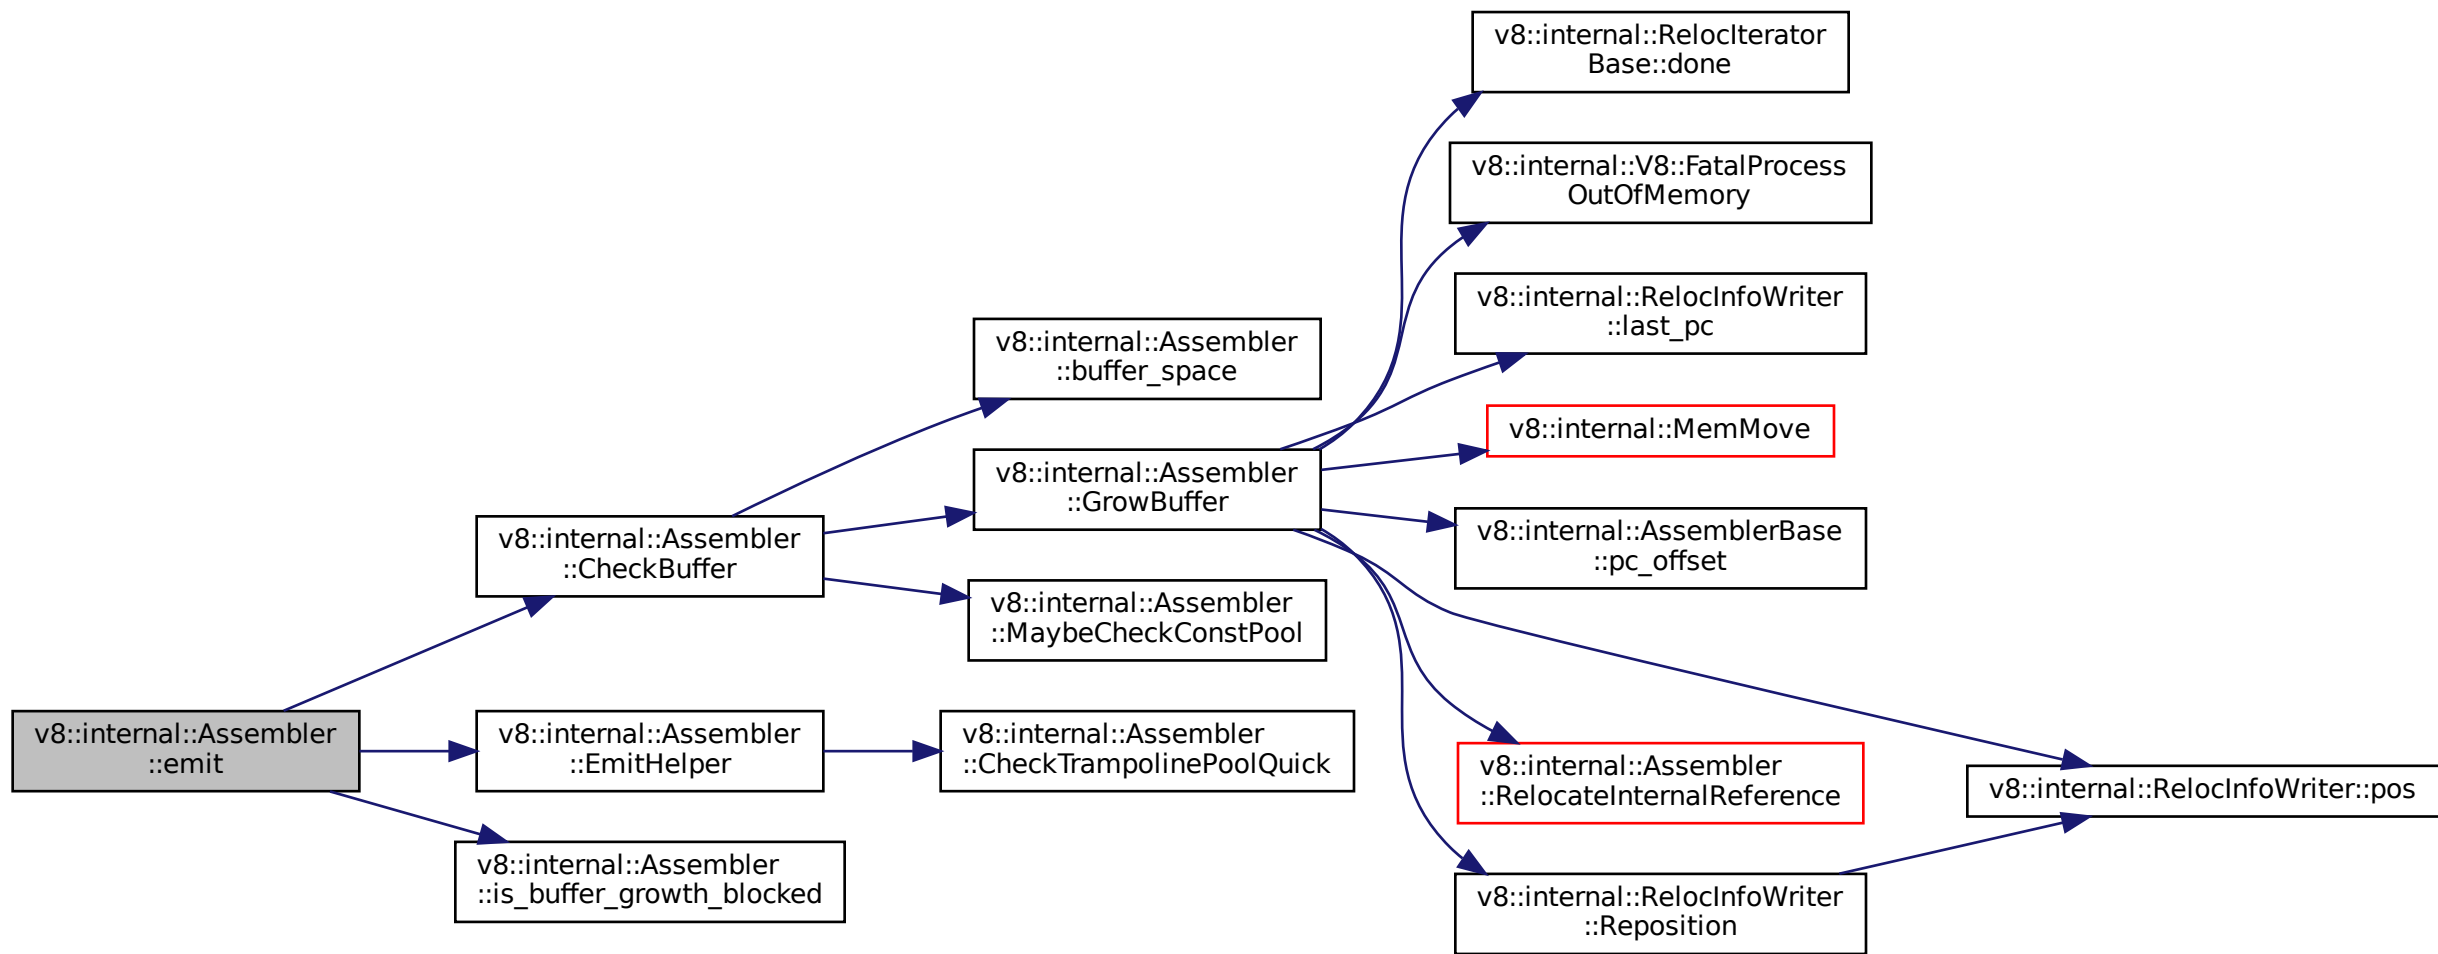 v8::internal::RelocIterator
Base::done
v8::internal::V8::FatalProcess
OutOfMemory
v8::internal::RelocInfoWriter
::last_pc
v8::internal::Assembler
::buffer_space
v8::internal::MemMove
v8::internal::Assembler
::GrowBuffer
v8::internal::AssemblerBase
::pc_offset
v8::internal::Assembler
::CheckBuffer
v8::internal::Assembler
::MaybeCheckConstPool
v8::internal::Assembler
::emit
v8::internal::Assembler
::EmitHelper
v8::internal::Assembler
::CheckTrampolinePoolQuick
v8::internal::Assembler
::RelocateInternalReference
v8::internal::RelocInfoWriter::pos
v8::internal::Assembler
::is_buffer_growth_blocked
v8::internal::RelocInfoWriter
::Reposition